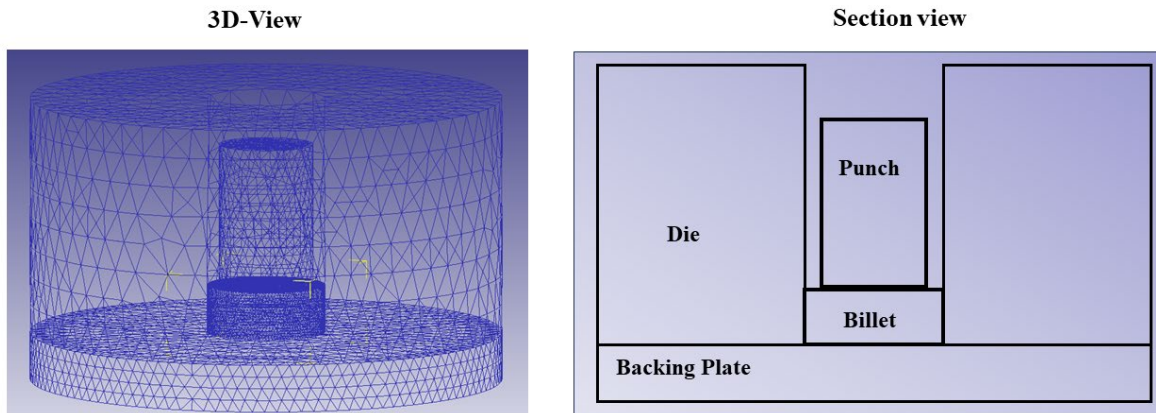 3D-View
Section view
Punch
Die
Billet
Backing Plate